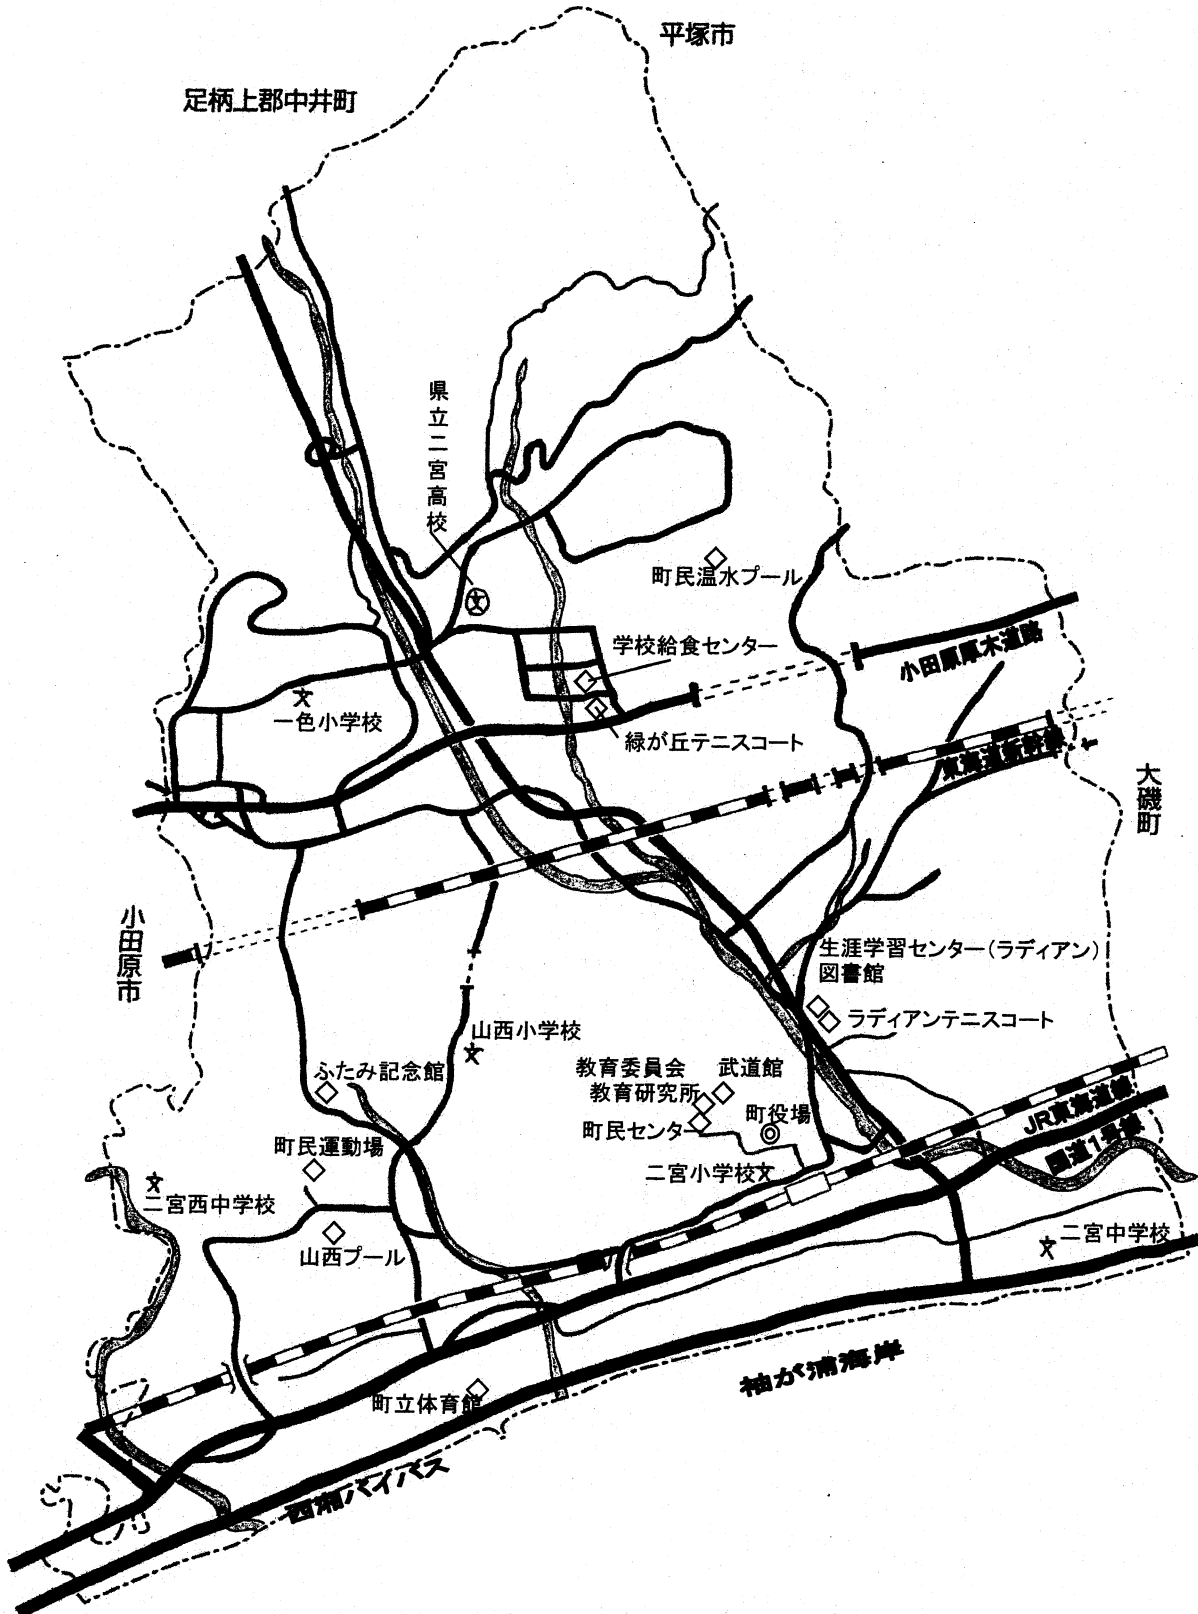 平塚市
足柄上郡中井町
県立二宮高校
町民温水プール
学校給食センター
小田原厚木道路
一色小学校
緑が丘テニスコート
東海道新幹線
大磯町
小田原市
生涯学習センター(ラディアン)
図書館
ラディアンテニスコート
山西小学校
ふたみ記念館
教育委員会
武道館
教育研究所
町役場
町民センター
JR東海道線
国道1号線
町民運動場
二宮小学校
二宮西中学校
山西プール
二宮中学校
袖が浦海岸
町立体育館
西湘バイパス